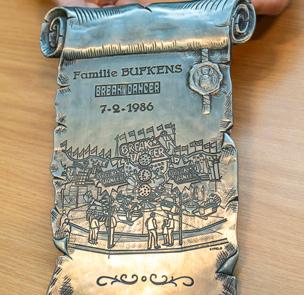 Familie BUFKENS
BREAK DANCER
7-2-1986
BREAK
DANCER